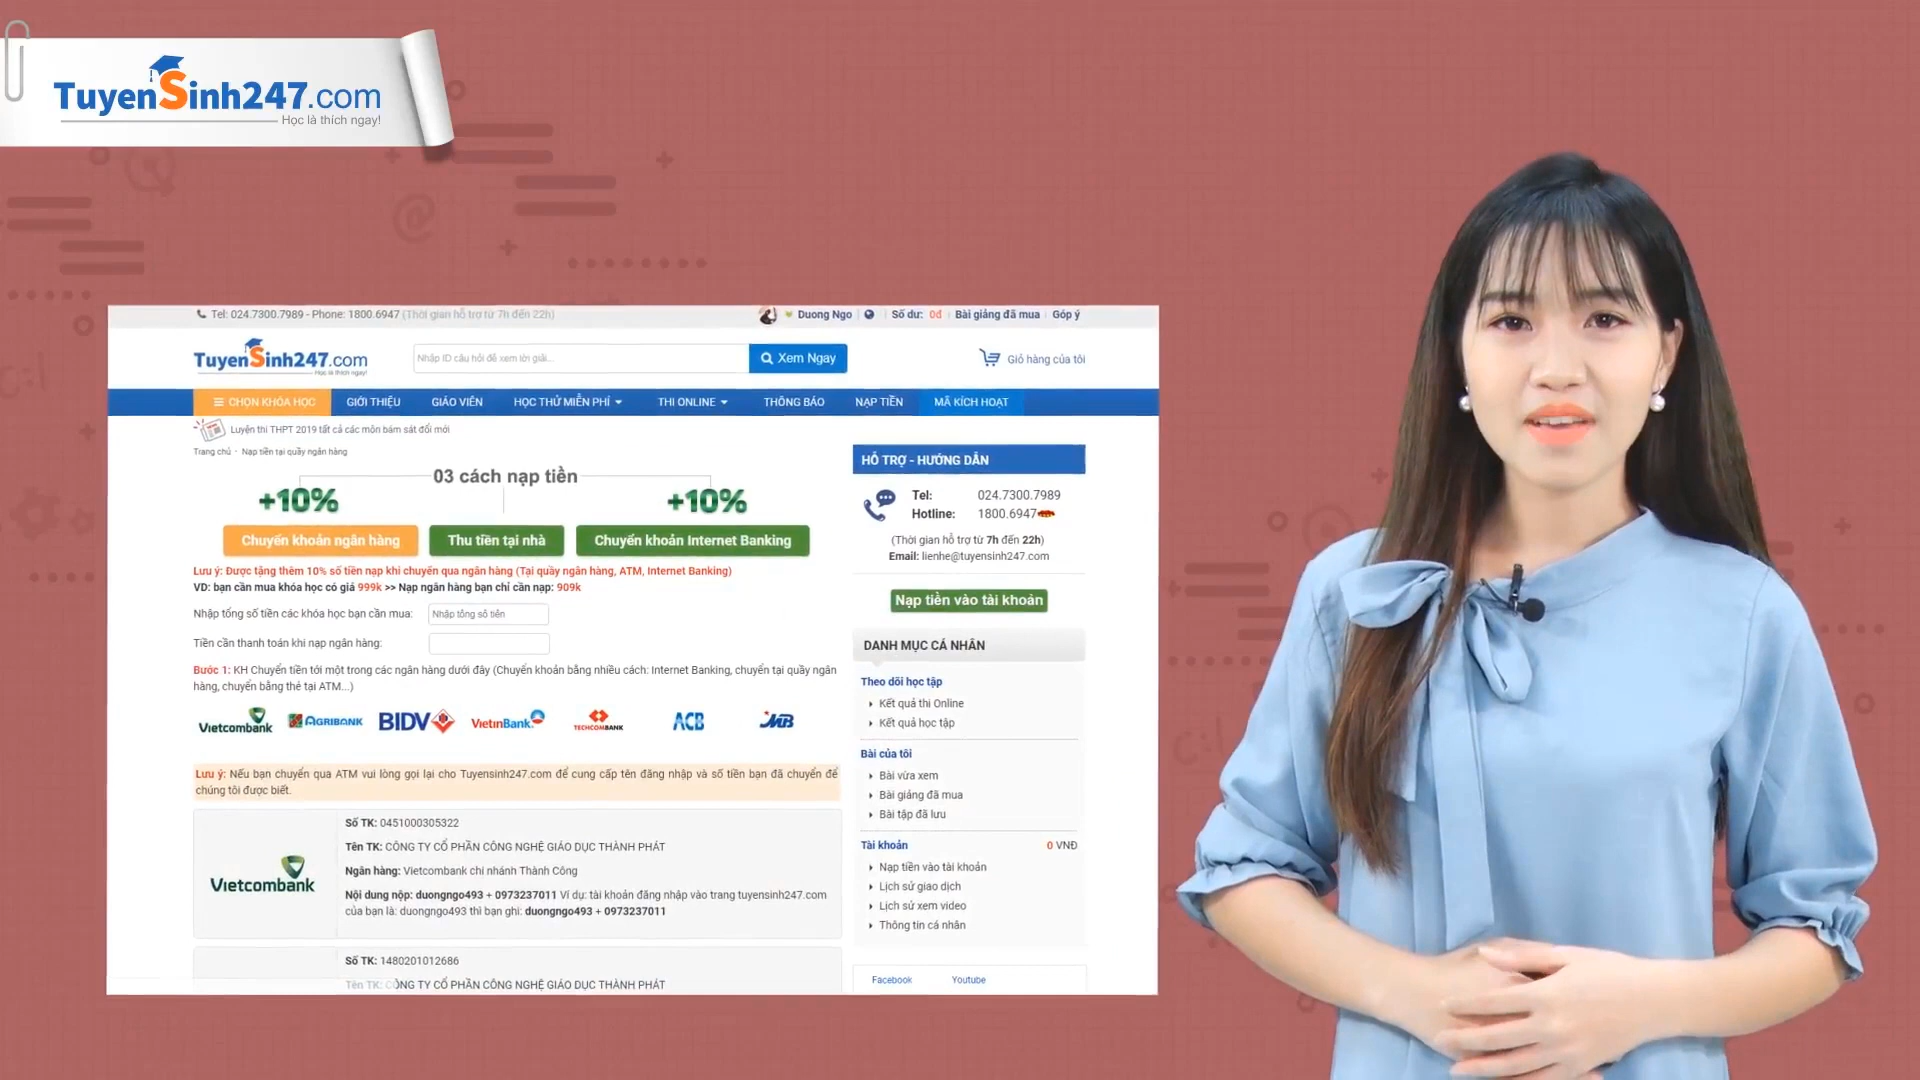 TuyenSinh247.com
Học là thích ngay!
Tel: 024.7300.7989 - Phone: 1800.6947 (Thời gian hỗ trợ từ 7h đến 22h)
Duong Ngo
Số dư: 0đ
Bài giảng đã mua
Góp ý
TuyenSinh247.com
Học là thích ngay!
Nhập ID câu hỏi để xem lời giải...
Xem Ngay
Giỏ hàng của tôi
CHỌN KHÓA HỌC
GIỚI THIỆU
GIÁO VIÊN
HỌC THỬ MIỄN PHÍ
THI ONLINE
THÔNG BÁO
NẠP TIỀN
MÃ KÍCH HOẠT
Luyện thi THPT 2019 tất cả các môn bám sát đổi mới
Trang chủ · Nạp tiền tại quầy ngân hàng
03 cách nạp tiền
+10%
+10%
Chuyển khoản ngân hàng
Thu tiền tại nhà
Chuyển khoản Internet Banking
Lưu ý: Được tặng thêm 10% số tiền nạp khi chuyển qua ngân hàng (Tại quầy ngân hàng, ATM, Internet Banking)
VD: bạn cần mua khóa học có giá 999k >> Nạp ngân hàng bạn chỉ cần nạp: 909k
Nhập tổng số tiền các khóa học bạn cần mua:
Nhập tổng số tiền
Tiền cần thanh toán khi nạp ngân hàng:
Bước 1: KH Chuyển tiền tới một trong các ngân hàng dưới đây (Chuyển khoản bằng nhiều cách: Internet Banking, chuyển tại quầy ngân
hàng, chuyển bằng thẻ tại ATM...)
Vietcombank
AGRIBANK
BIDV
VietinBank
TECHCOMBANK
ACB
MB
Lưu ý: Nếu bạn chuyển qua ATM vui lòng gọi lại cho Tuyensinh247.com để cung cấp tên đăng nhập và số tiền bạn đã chuyển để
chúng tôi được biết.
Vietcombank
Số TK: 0451000305322
Tên TK: CÔNG TY CỔ PHẦN CÔNG NGHỆ GIÁO DỤC THÀNH PHÁT
Ngân hàng: Vietcombank chi nhánh Thành Công
Nội dung nộp: duongngo493 + 0973237011 Ví dụ: tài khoản đăng nhập vào trang tuyensinh247.com
của bạn là: duongngo493 thì bạn ghi: duongngo493 + 0973237011
Số TK: 1480201012686
Tên TK: CÔNG TY CỔ PHẦN CÔNG NGHỆ GIÁO DỤC THÀNH PHÁT
HỖ TRỢ - HƯỚNG DẪN
Tel: 024.7300.7989
Hotline: 1800.6947
(Thời gian hỗ trợ từ 7h đến 22h)
Email: lienhe@tuyensinh247.com
Nạp tiền vào tài khoản
DANH MỤC CÁ NHÂN
Theo dõi học tập
Kết quả thi Online
Kết quả học tập
Bài của tôi
Bài vừa xem
Bài giảng đã mua
Bài tập đã lưu
Tài khoản 0 VNĐ
Nạp tiền vào tài khoản
Lịch sử giao dịch
Lịch sử xem video
Thông tin cá nhân
Facebook
Youtube